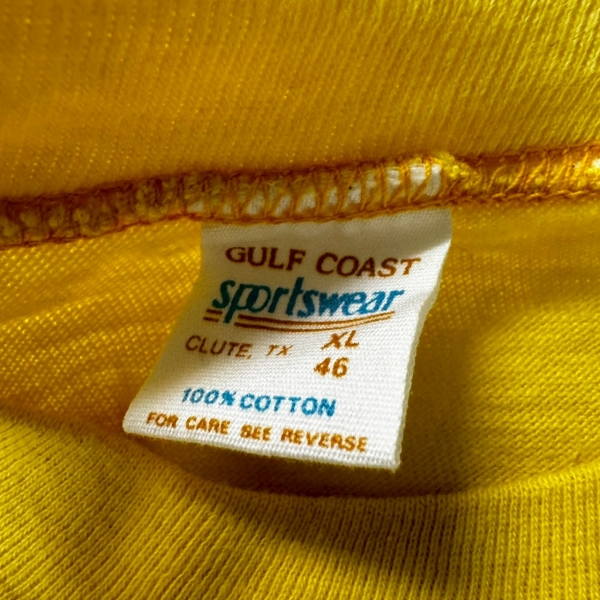 GULF COAST
sportswear
CLUTE, TX XL
46
100% COTTON
FOR CARE SEE REVERSE